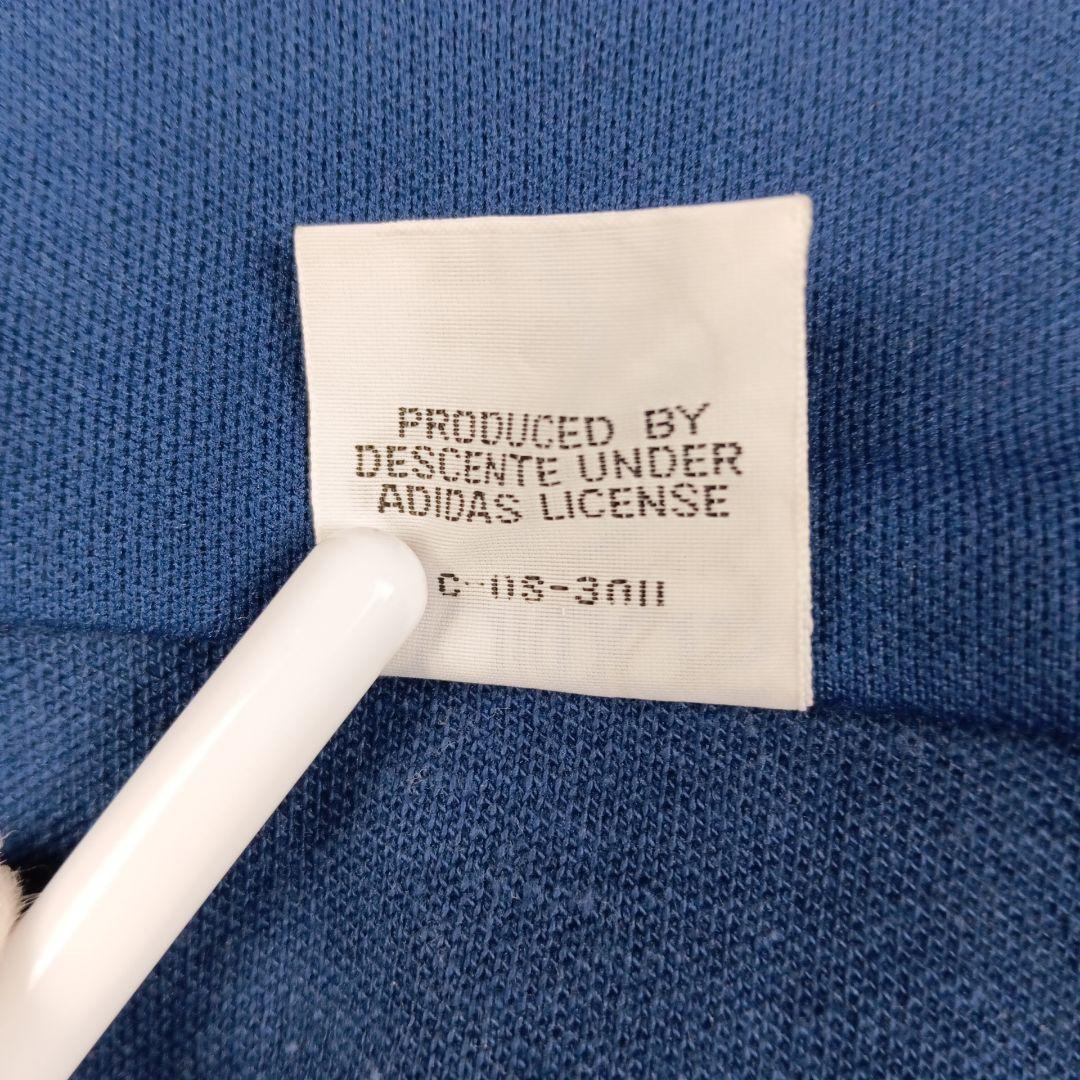 PRODUCED BY
DESCENTE UNDER
ADIDAS LICENSE